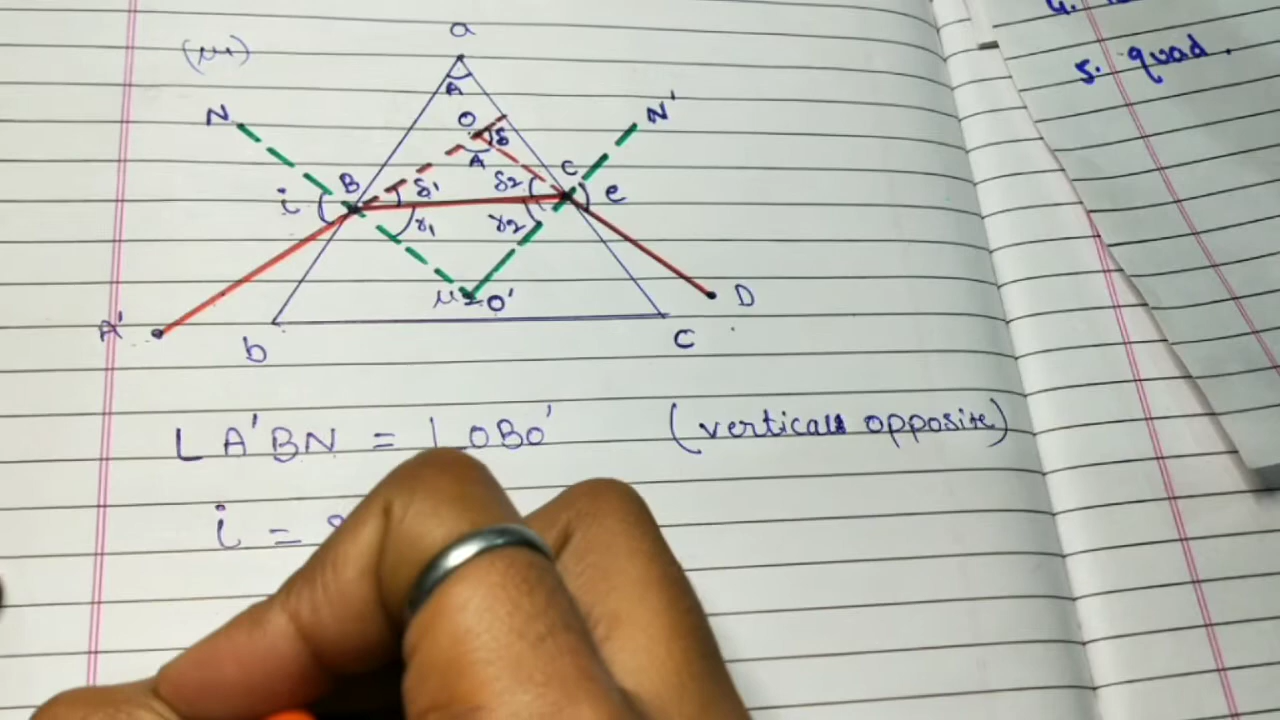 a
(μ1)
A
5. quad.
N
O
δ
N'
A
B
δ1
δ2
C
e
i
r1
r2
μ2
O'
D
A'
b
C
∟A'BN = ∟OBO' (verticals opposite)
i =